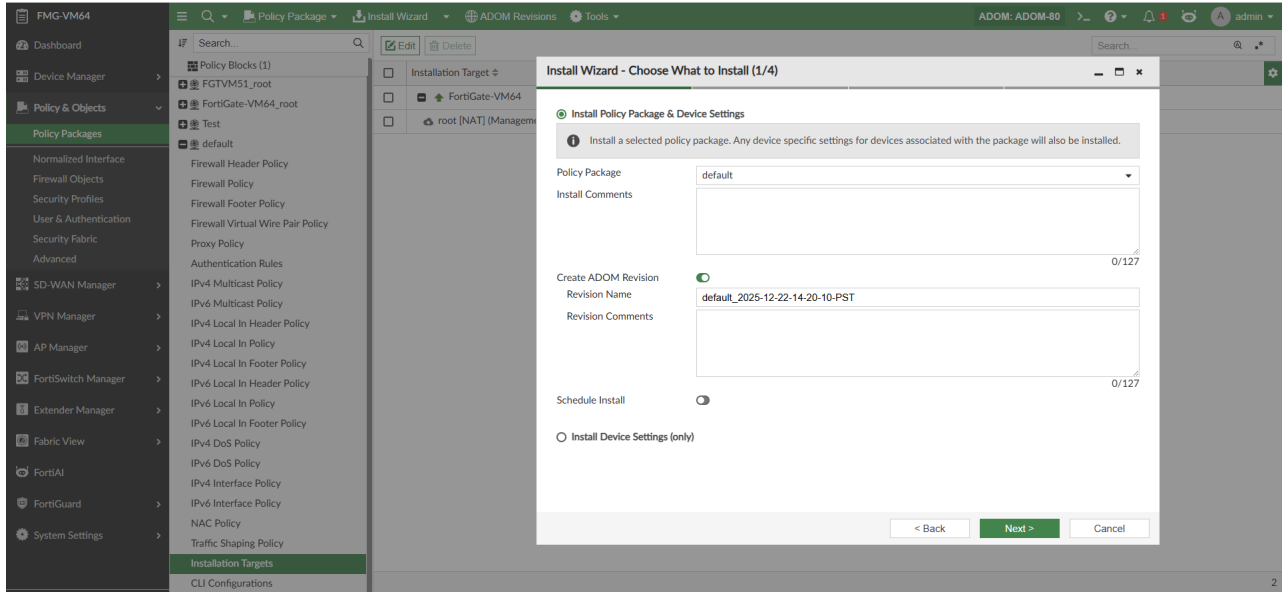 FMG-VM64
Policy Package
Install Wizard
ADOM Revisions
Tools
ADOM: ADOM-80
>_
8
A admin
Dashboard
Device Manager
Policy & Objects
Policy Packages
Normalized Interface
Firewall Objects
Security Profiles
User & Authentication
Security Fabric
Advanced
SD-WAN Manager
VPN Manager
AP Manager
FortiSwitch Manager
Extender Manager
Fabric View
FortiAI
FortiGuard
System Settings
Search...
Policy Blocks (1)
FGTVM51_root
FortiGate-VM64_root
Test
default
Firewall Header Policy
Firewall Policy
Firewall Footer Policy
Firewall Virtual Wire Pair Policy
Proxy Policy
Authentication Rules
IPv4 Multicast Policy
IPv6 Multicast Policy
IPv4 Local In Header Policy
IPv4 Local In Policy
IPv4 Local In Footer Policy
IPv6 Local In Header Policy
IPv6 Local In Policy
IPv6 Local In Footer Policy
IPv4 DoS Policy
IPv6 DoS Policy
IPv4 Interface Policy
IPv6 Interface Policy
NAC Policy
Traffic Shaping Policy
Installation Targets
CLI Configurations
Edit
Delete
Search...
Installation Target
FortiGate-VM64
root [NAT] (Manageme
Install Wizard - Choose What to Install (1/4)
Install Policy Package & Device Settings
Install a selected policy package. Any device specific settings for devices associated with the package will also be installed.
Policy Package
default
Install Comments
0/127
Create ADOM Revision
Revision Name
default_2025-12-22-14-20-10-PST
Revision Comments
0/127
Schedule Install
Install Device Settings (only)
< Back
Next >
Cancel
2